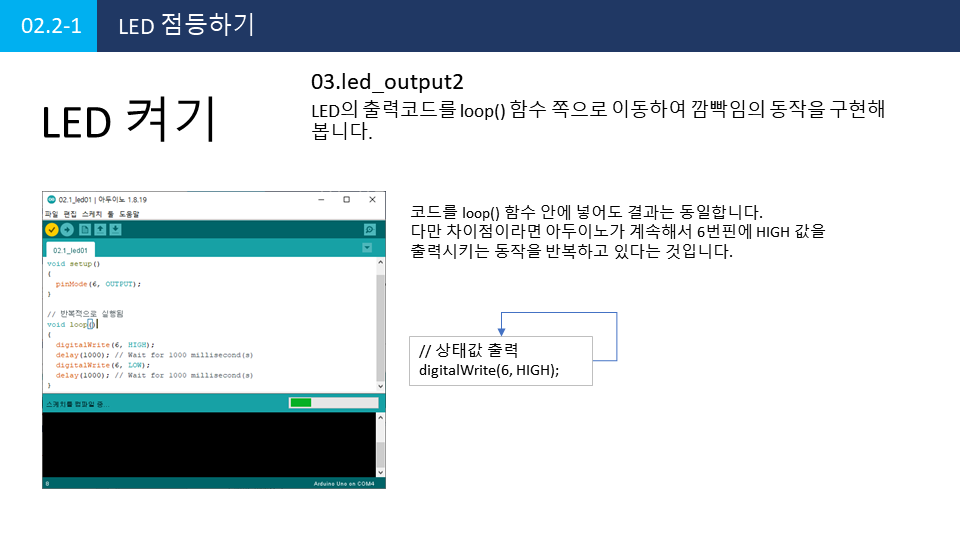 02.2-1
LED 점등하기
LED 켜기
03.led_output2
LED의 출력코드를 loop() 함수 쪽으로 이동하여 깜빡임의 동작을 구현해
봅니다.
02.1_led01 | 아두이노 1.8.19
파일 편집 스케치 툴 도움말
02.1_led01
void setup()
{
pinMode(6, OUTPUT);
}
// 반복적으로 실행됨
void loop()
{
digitalWrite(6, HIGH);
delay(1000); // Wait for 1000 millisecond(s)
digitalWrite(6, LOW);
delay(1000); // Wait for 1000 millisecond(s)
}
스케치를 컴파일 중...
8
Arduino Uno on COM4
코드를 loop() 함수 안에 넣어도 결과는 동일합니다.
다만 차이점이라면 아두이노가 계속해서 6번핀에 HIGH 값을
출력시키는 동작을 반복하고 있다는 것입니다.
// 상태값 출력
digitalWrite(6, HIGH);